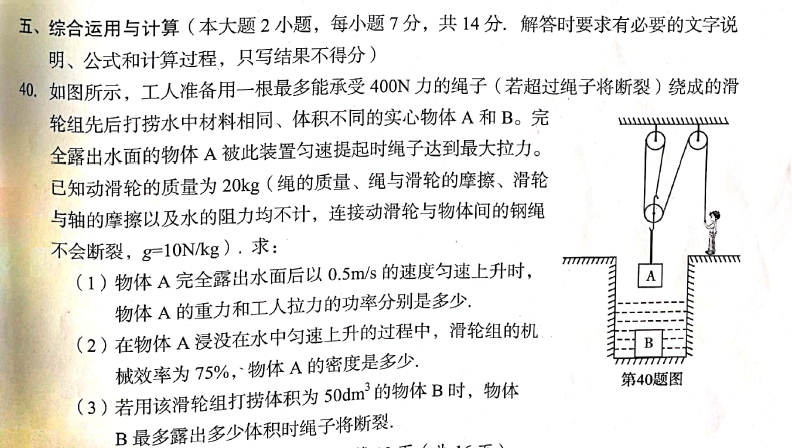 五、综合运用与计算（本大题2小题，每小题7分，共14分．解答时要求有必要的文字说
明、公式和计算过程，只写结果不得分）
40. 如图所示，工人准备用一根最多能承受400N力的绳子（若超过绳子将断裂）绕成的滑
轮组先后打捞水中材料相同、体积不同的实心物体A和B。完
全露出水面的物体A被此装置匀速提起时绳子达到最大拉力。
已知动滑轮的质量为20kg（绳的质量、绳与滑轮的摩擦、滑轮
与轴的摩擦以及水的阻力均不计，连接动滑轮与物体间的钢绳
不会断裂，g=10N/kg）．求：
（1）物体A完全露出水面后以0.5m/s的速度匀速上升时，
物体A的重力和工人拉力的功率分别是多少．
（2）在物体A浸没在水中匀速上升的过程中，滑轮组的机
械效率为75%，物体A的密度是多少．
（3）若用该滑轮组打捞体积为50dm³的物体B时，物体
B最多露出多少体积时绳子将断裂．
A
B
第40题图